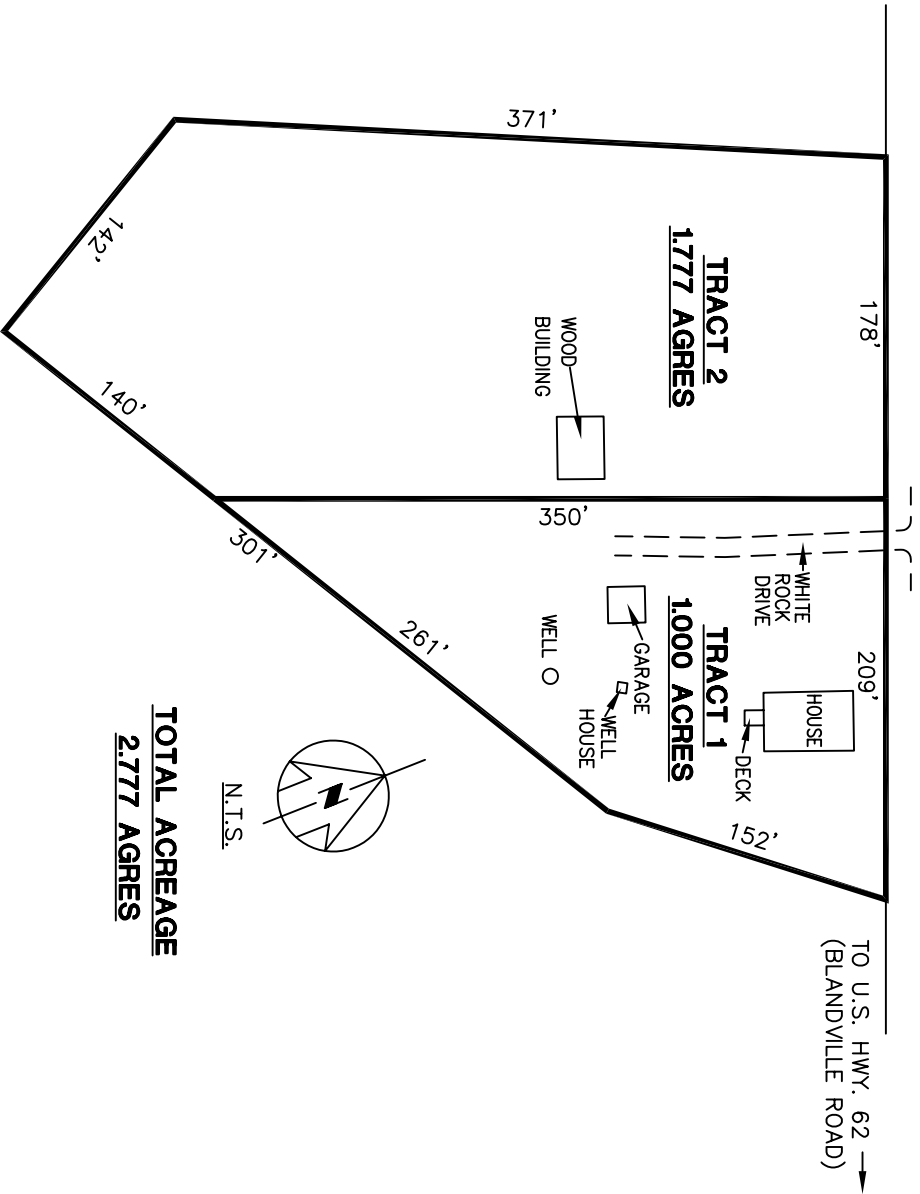 TO U.S. HWY. 62
(BLANDVILLE ROAD)
178'
209'
371'
TRACT 2
1.777 AGRES
WOOD
BUILDING
350'
WHITE
ROCK
DRIVE
HOUSE
DECK
TRACT 1
1.000 ACRES
GARAGE
WELL
HOUSE
WELL
152'
142'
140'
301'
261'
N
N.T.S.
TOTAL ACREAGE
2.777 AGRES